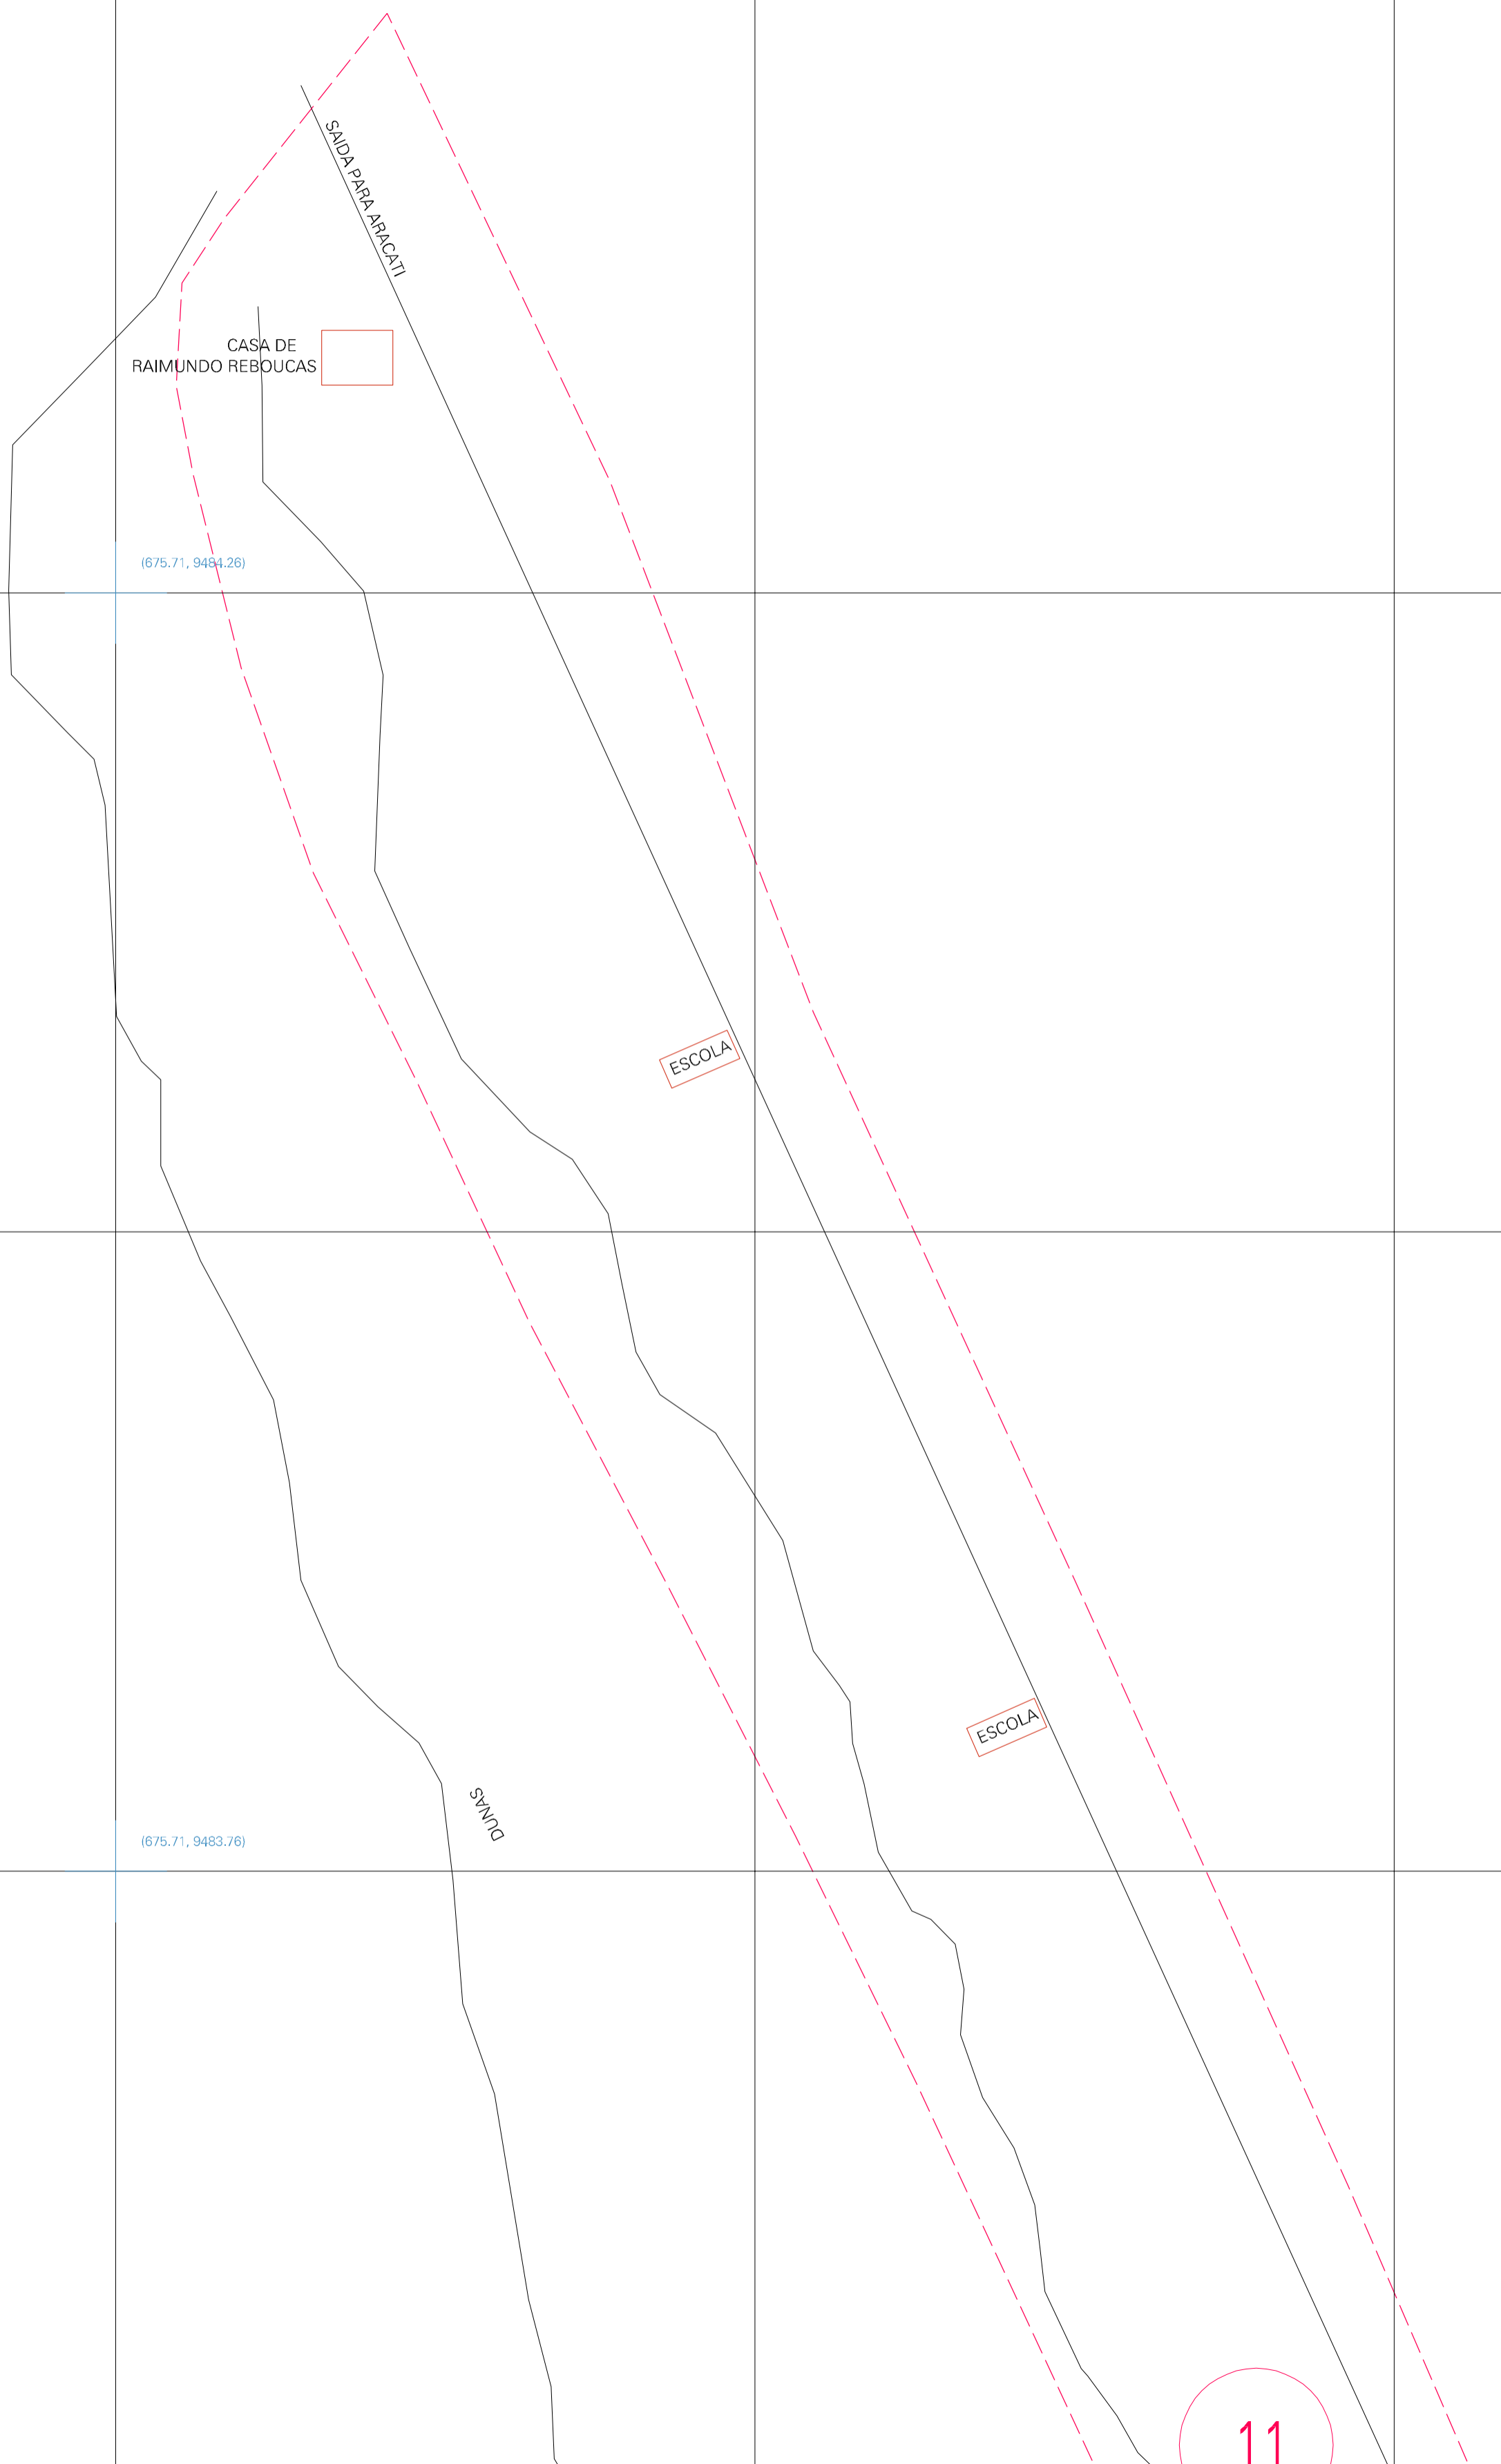 SAIDA PARA ARACATI
CASA DE
RAIMUNDO REBOUCAS
(675.71, 9484.26)
ESCOLA
ESCOLA
DUNAS
(675.71, 9483.76)
11